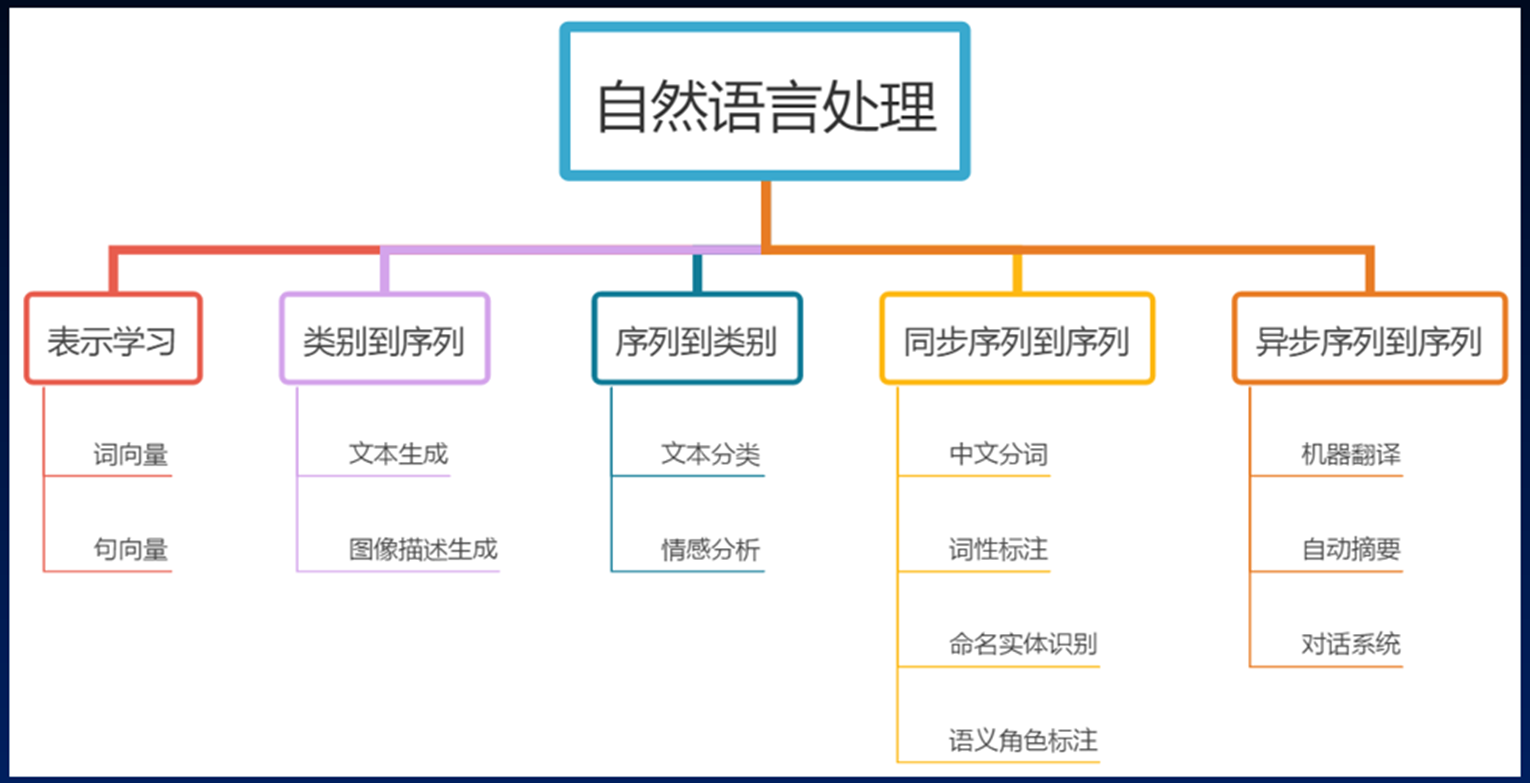 自然语言处理
表示学习
类别到序列
序列到类别
同步序列到序列
异步序列到序列
词向量
文本生成
文本分类
中文分词
机器翻译
句向量
图像描述生成
情感分析
词性标注
自动摘要
命名实体识别
对话系统
语义角色标注